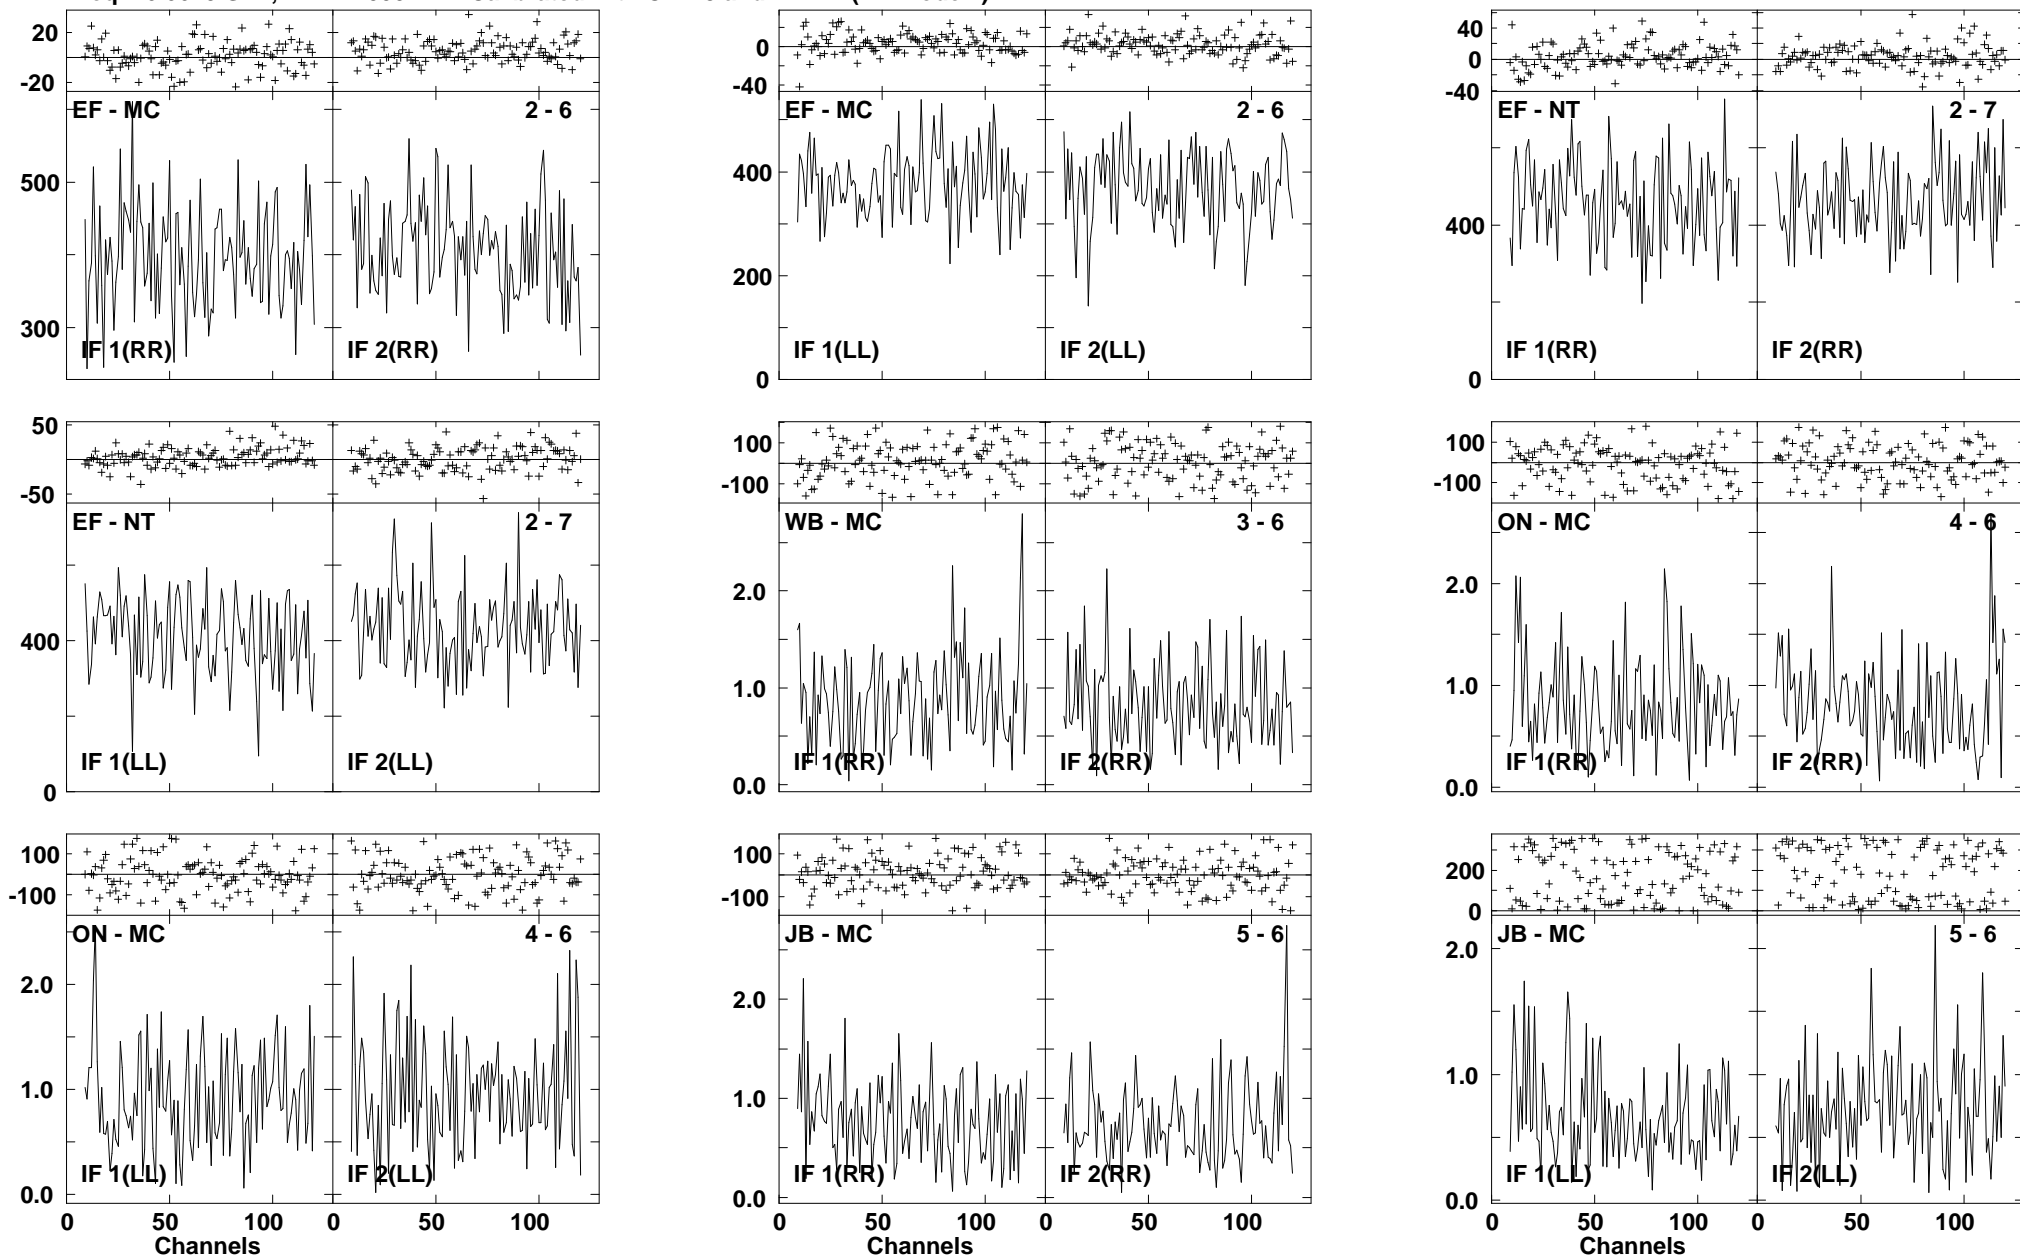 20
-20
EF - MC 2 - 6
500
300
IF 1(RR) IF 2(RR)
0
-40
EF - MC 2 - 6
400
200
0
IF 1(LL) IF 2(LL)
40
0
-40
EF - NT 2 - 7
400
0
IF 1(RR) IF 2(RR)
50
-50
EF - NT 2 - 7
400
0
IF 1(LL) IF 2(LL)
100
-100
WB - MC 3 - 6
2.0
1.0
0.0
IF 1(RR) IF 2(RR)
100
-100
ON - MC 4 - 6
2.0
1.0
0.0
IF 1(RR) IF 2(RR)
100
-100
ON - MC 4 - 6
2.0
1.0
0.0
IF 1(LL) IF 2(LL)
0 50 100 0 50 100
Channels
100
-100
JB - MC 5 - 6
2.0
1.0
0.0
IF 1(RR) IF 2(RR)
0 50 100 0 50 100
Channels
200
0
JB - MC 5 - 6
2.0
1.0
0.0
IF 1(LL) IF 2(LL)
0 50 100 0 50 100
Channels